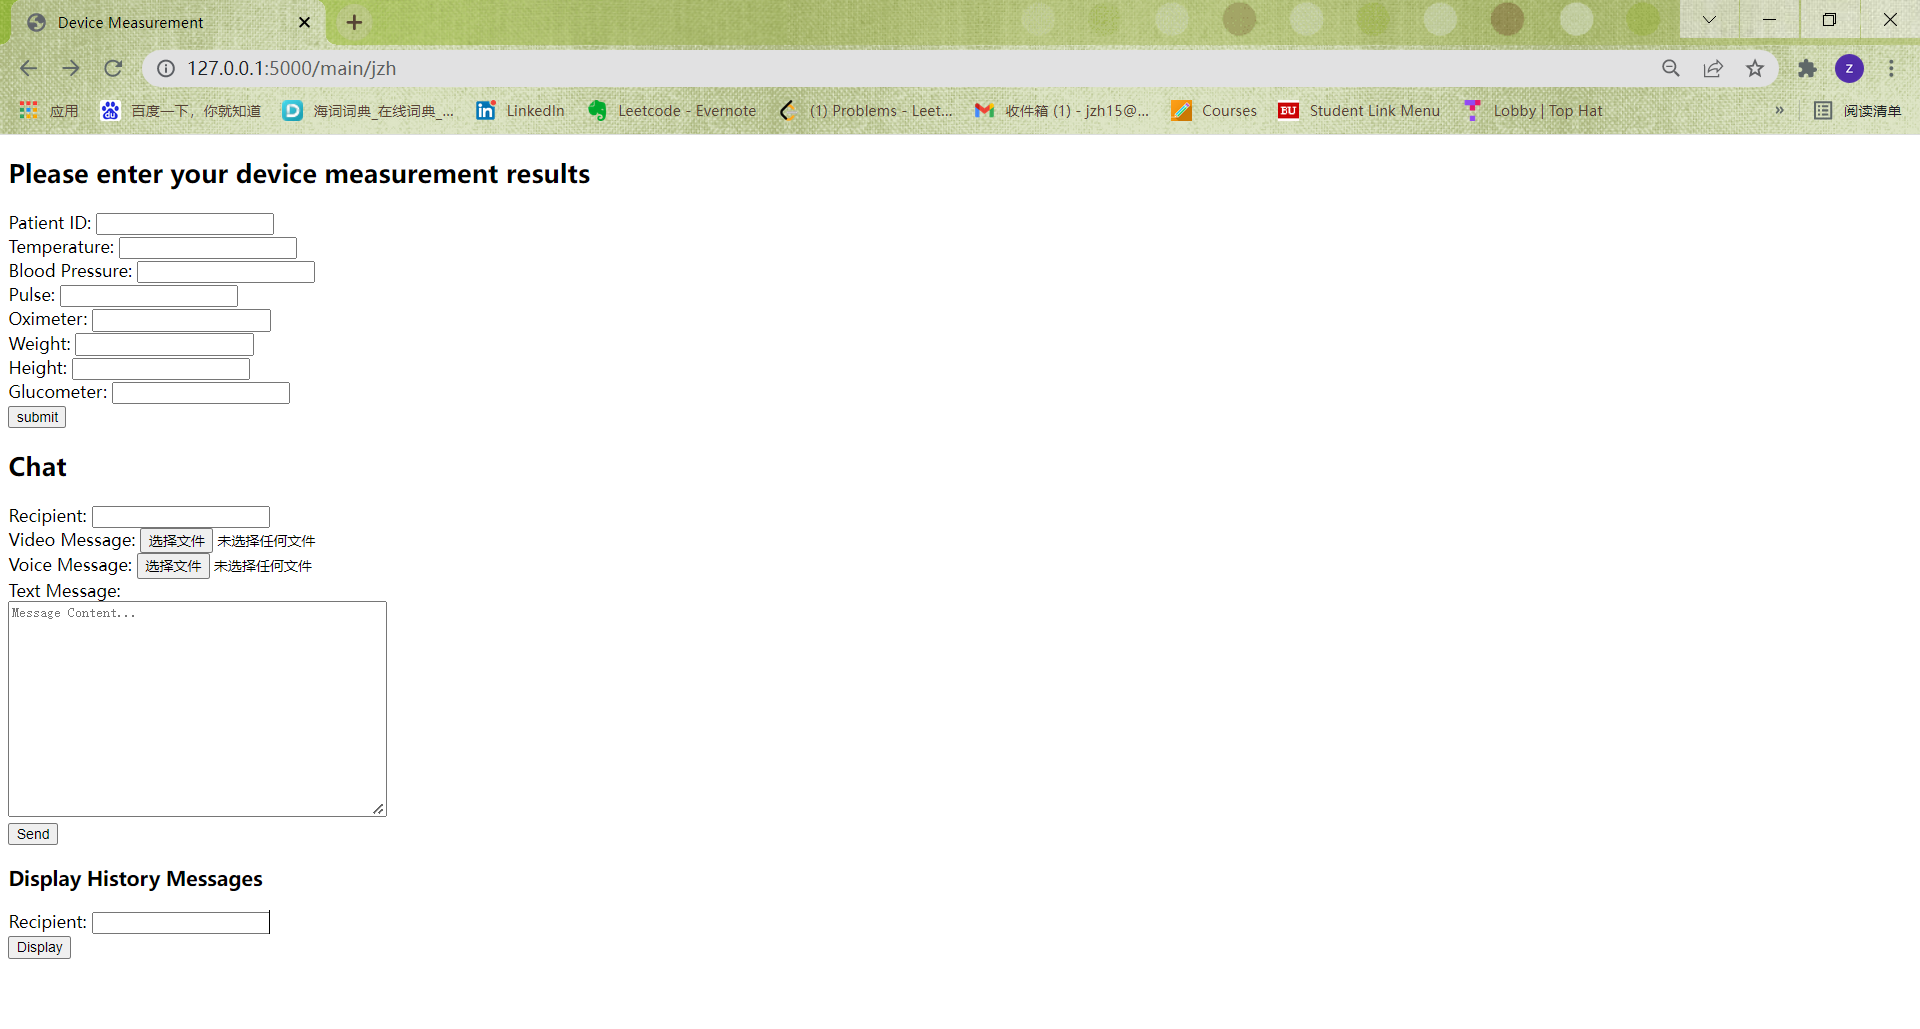 Device Measurement
127.0.0.1:5000/main/jzh
应用 百度一下，你就知道 海词词典_在线词典_... LinkedIn Leetcode - Evernote (1) Problems - Leet... 收件箱 (1) - jzh15@... Courses BU Student Link Menu Lobby | Top Hat » 阅读清单
Please enter your device measurement results
Patient ID:
Temperature:
Blood Pressure:
Pulse:
Oximeter:
Weight:
Height:
Glucometer:
submit
Chat
Recipient:
Video Message: 选择文件 未选择任何文件
Voice Message: 选择文件 未选择任何文件
Text Message:
Message Content...
Send
Display History Messages
Recipient:
Display